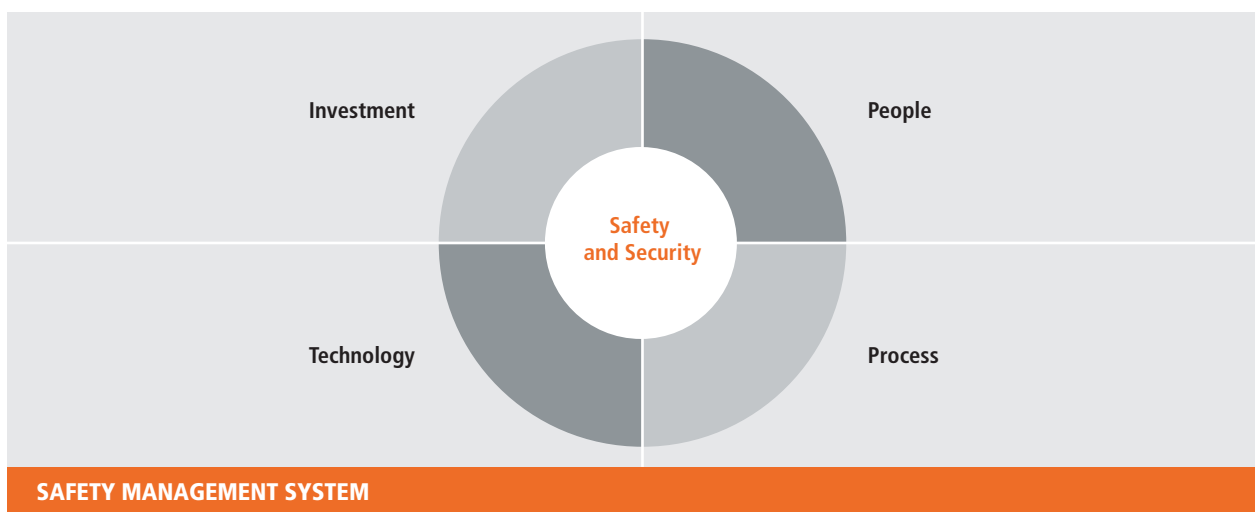 Investment
People
Safety
and Security
Technology
Process
SAFETY MANAGEMENT SYSTEM